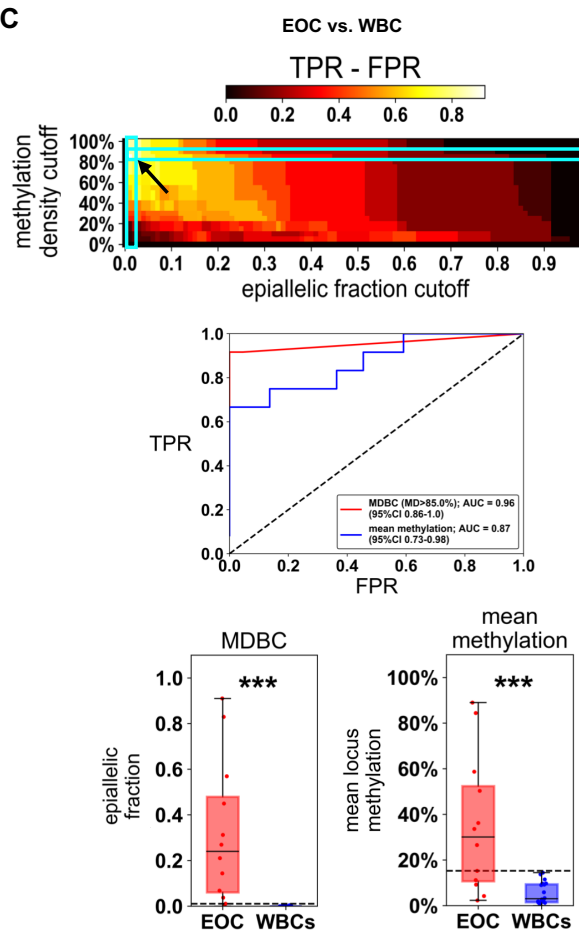 C
EOC vs. WBC
TPR - FPR
0.0 0.2 0.4 0.6 0.8
methylation
density cutoff
100%
80%
60%
40%
20%
0%
0.0 0.1 0.2 0.3 0.4 0.5 0.6 0.7 0.8 0.9
epiallelic fraction cutoff
TPR
1.0
0.8
0.6
0.4
0.2
0.0
MDBC (MD>85.0%); AUC = 0.96
(95%CI 0.86-1.0)
mean methylation; AUC = 0.87
(95%CI 0.73-0.98)
0.0 0.2 0.4 0.6 0.8 1.0
FPR
MDBC
epiallelic
fraction
1.0
0.8
0.6
0.4
0.2
0.0
***
EOC WBCs
mean
methylation
mean locus
methylation
100%
80%
60%
40%
20%
0%
***
EOC WBCs